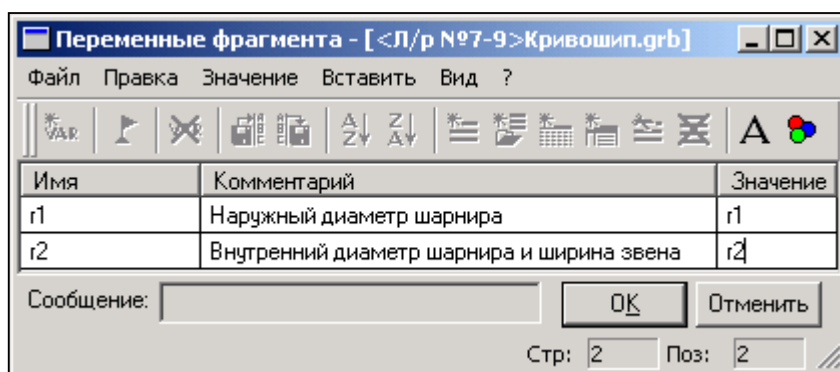 Переменные фрагмента - [<Л/р №7-9>Кривошип.grb]
Файл Правка Значение Вставить Вид ?
VAR A Z Z A A
Имя Комментарий Значение
r1 Наружный диаметр шарнира r1
r2 Внутренний диаметр шарнира и ширина звена r2
Сообщение: OK Отменить
Стр: 2 Поз: 2